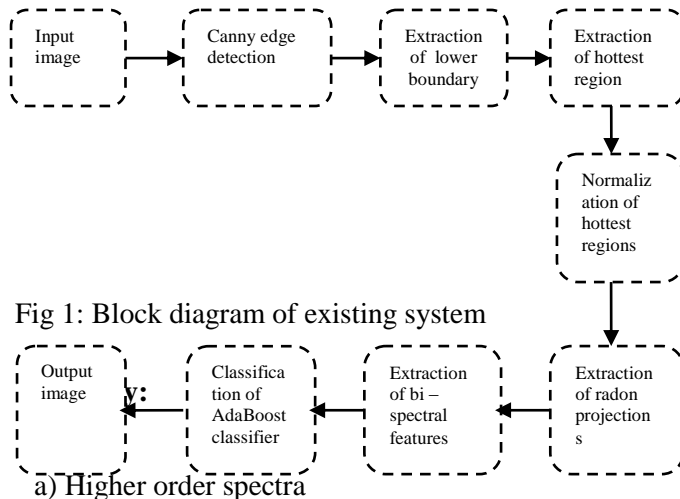 Input
image
Canny edge
detection
Extraction
of lower
boundary
Extraction
of hottest
region
Normaliz
ation of
hottest
regions
Fig 1: Block diagram of existing system
Output
image
y:
Classifica
tion of
AdaBoost
classifier
Extraction
of bi –
spectral
features
Extraction
of radon
projection
s
a) Higher order spectra